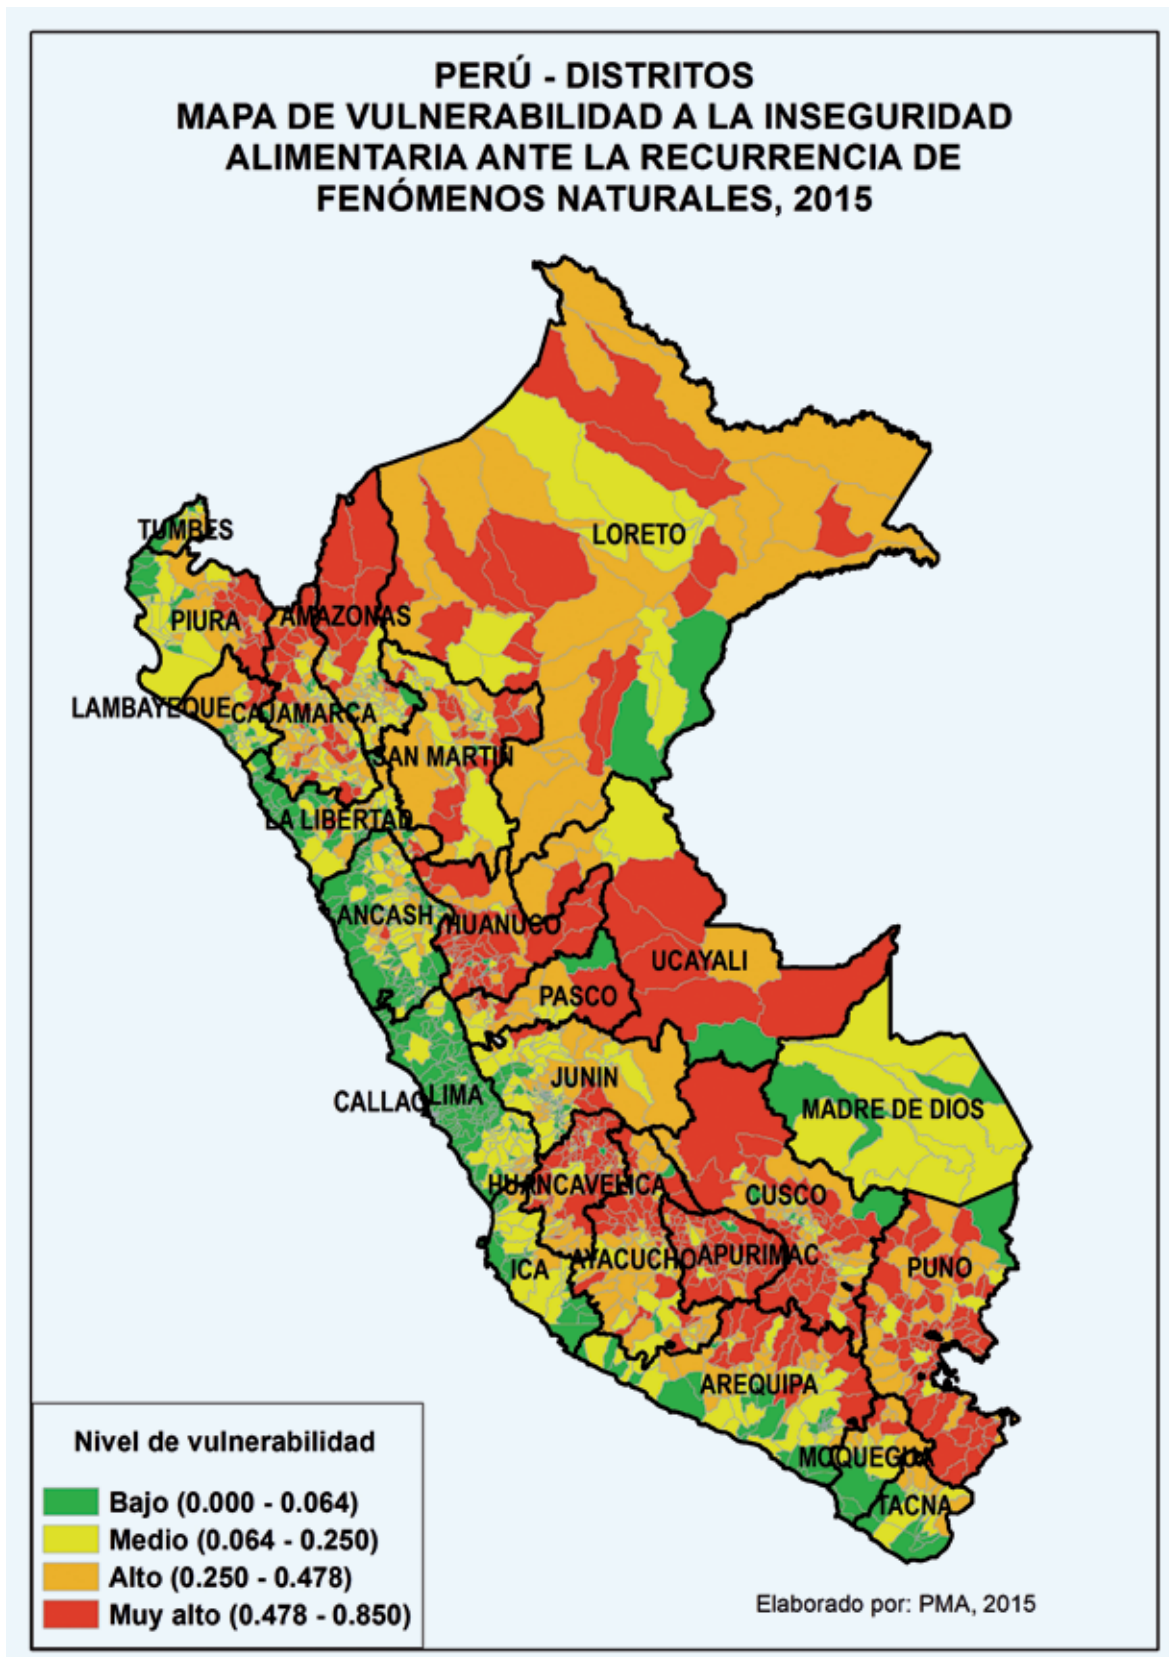 PERÚ - DISTRITOS
MAPA DE VULNERABILIDAD A LA INSEGURIDAD
ALIMENTARIA ANTE LA RECURRENCIA DE
FENÓMENOS NATURALES, 2015
TUMBES
LORETO
PIURA
AMAZONAS
LAMBAYEQUE
CAJAMARCA
SAN MARTIN
LA LIBERTAD
ANCASH
HUANUCO
UCAYALI
PASCO
JUNIN
CALLAO
LIMA
MADRE DE DIOS
HUANCAVELICA
CUSCO
ICA
AYACUCHO
APURIMAC
PUNO
AREQUIPA
MOQUEGUA
TACNA
Nivel de vulnerabilidad
Bajo (0.000 - 0.064)
Medio (0.064 - 0.250)
Alto (0.250 - 0.478)
Muy alto (0.478 - 0.850)
Elaborado por: PMA, 2015